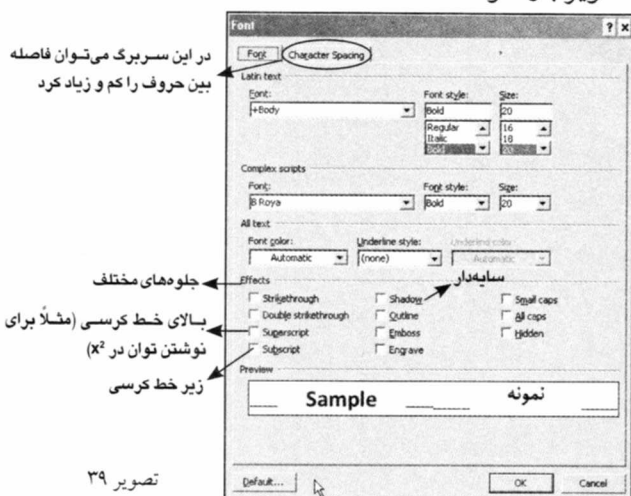 Font
? x
Font Character Spacing
در این سربرگ می‌توان فاصله
بین حروف را کم و زیاد کرد
Latin text
Font: Font style: Size:
+Body Bold 20
Regular 16
Italic 18
Bold 20
Complex scripts
Font: Font style: Size:
B Roya Bold 20
All text
Font color: Underline style: Underline color
Automatic (none) Automatic
جلوه‌های مختلف
Effects
سایه‌دار
Strikethrough Shadow Small caps
Double strikethrough Outline All caps
Superscript Emboss Hidden
Subscript Engrave
بالای خط کرسی (مثلاً برای
نوشتن توان در x²)
زیر خط کرسی
Preview
Sample نمونه
Default... OK Cancel
تصویر ۳۹